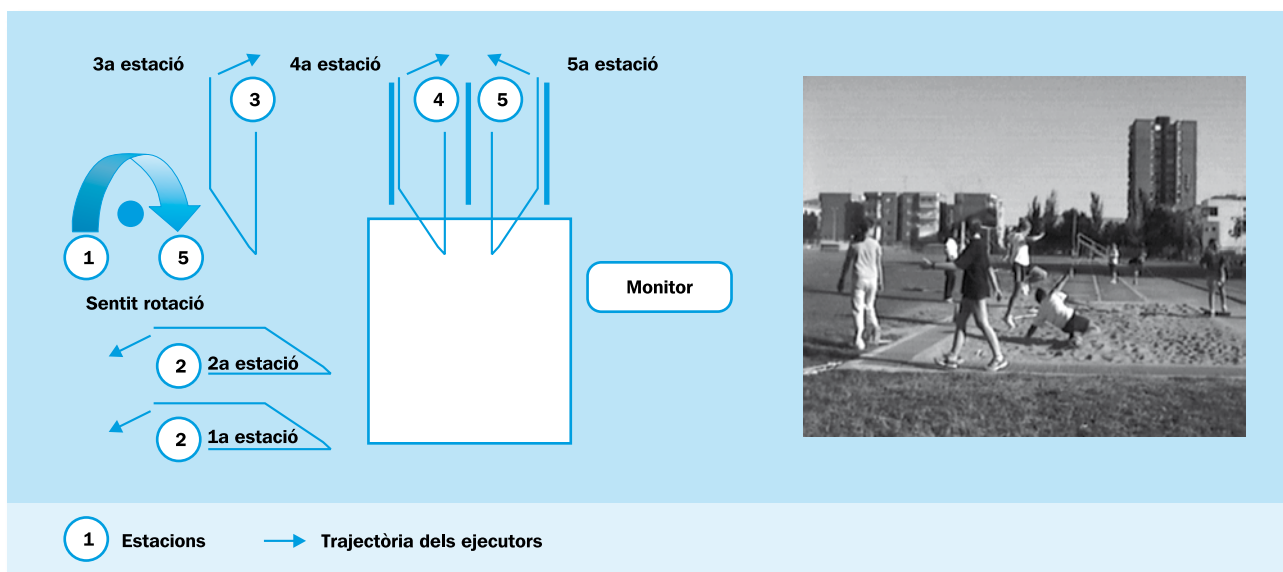 3a estació
4a estació
5a estació
3
4
5
1
5
Sentit rotació
Monitor
2
2a estació
2
1a estació
1
Estacions
Trajectòria dels ejecutors